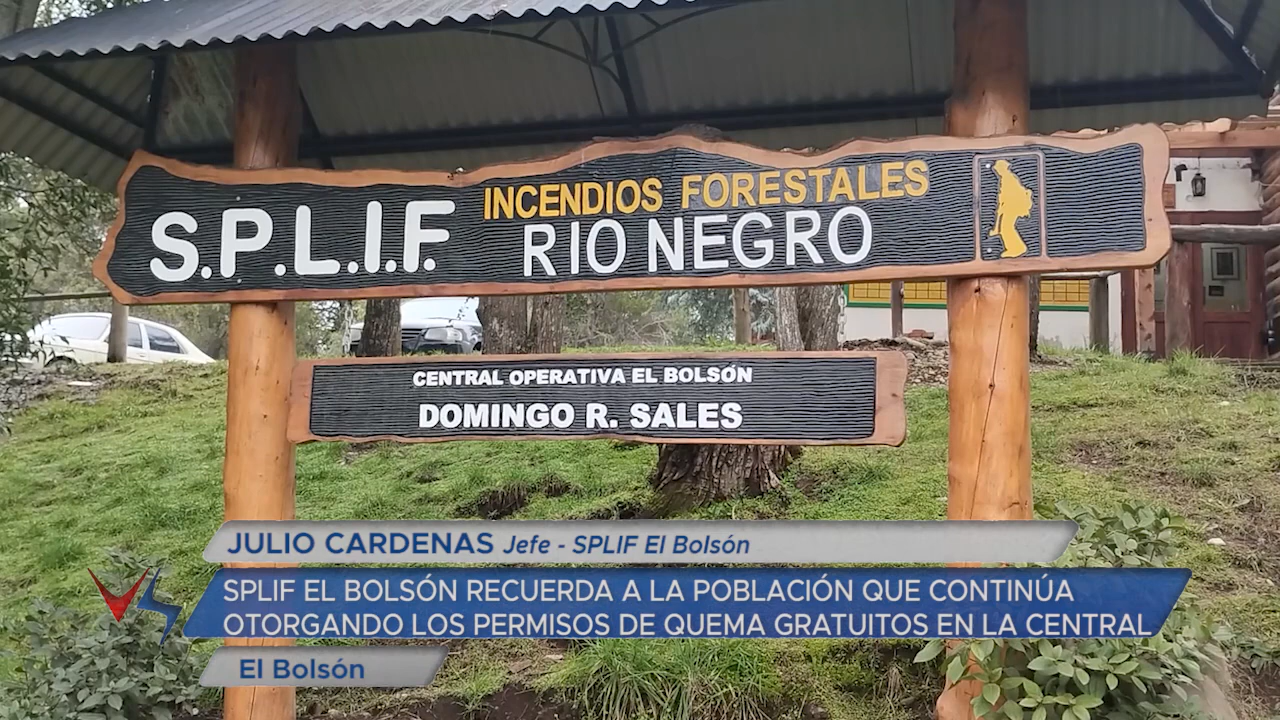 S.P.L.I.F. INCENDIOS FORESTALES
RIO NEGRO
CENTRAL OPERATIVA EL BOLSÓN
DOMINGO R. SALES
JULIO CARDENAS Jefe - SPLIF El Bolsón
SPLIF EL BOLSÓN RECUERDA A LA POBLACIÓN QUE CONTINÚA
OTORGANDO LOS PERMISOS DE QUEMA GRATUITOS EN LA CENTRAL
El Bolsón